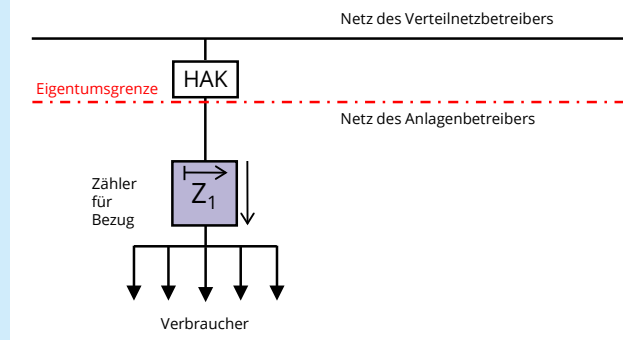 Netz des Verteilnetzbetreibers
HAK
Eigentumsgrenze
Netz des Anlagenbetreibers
Zähler
für
Bezug
Z₁
Verbraucher